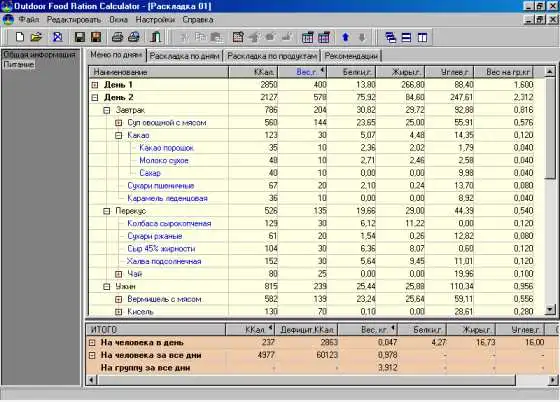 Outdoor Food Ration Calculator - [Раскладка 01]
Файл Редактировать Окна Настройки Справка
Общая информация
Питание
Меню по дням Раскладка по дням Раскладка по продуктам Рекомендации
Наименование ККал. Вес,г. Белки,г. Жиры,г. Углев,г. Вес на гр,кг
День 1 2850 400 13,80 266,80 88,40 1,600
День 2 2127 578 75,92 84,60 247,61 2,312
Завтрак 786 204 30,82 29,72 92,88 0,816
Суп овощной с мясом 560 144 23,65 25,00 55,91 0,576
Какао 123 30 5,07 4,48 14,35 0,120
Какао порошок 35 10 2,36 2,02 1,79 0,040
Молоко сухое 48 10 2,71 2,46 2,58 0,040
Сахар 40 10 0,00 0,00 9,98 0,040
Сухари пшеничные 67 20 2,10 0,24 13,70 0,080
Карамель леденцовая 36 10 0,00 0,00 8,92 0,040
Перекус 526 135 19,66 29,00 44,39 0,540
Колбаса сырокопченая 129 30 6,12 11,22 0,00 0,120
Сухари ржаные 61 20 1,54 0,26 12,82 0,080
Сыр 45% жирности 104 30 6,36 8,07 0,60 0,120
Халва подсолнечная 152 30 5,64 9,45 11,01 0,120
Чай 80 25 0,00 0,00 19,96 0,100
Ужин 815 239 25,44 25,88 110,34 0,956
Вермишель с мясом 582 139 23,24 25,64 59,11 0,556
Кисель 130 70 0,10 0,00 28,61 0,280
ИТОГО ККал. Дефицит,ККал Вес, кг. Белки,г. Жиры,г. Углев,г.
На человека в день 237 2863 0,047 4,27 16,73 16,00
На человека за все дни 4977 60123 0,978 - - -
На группу за все дни - - 3,912 - - -